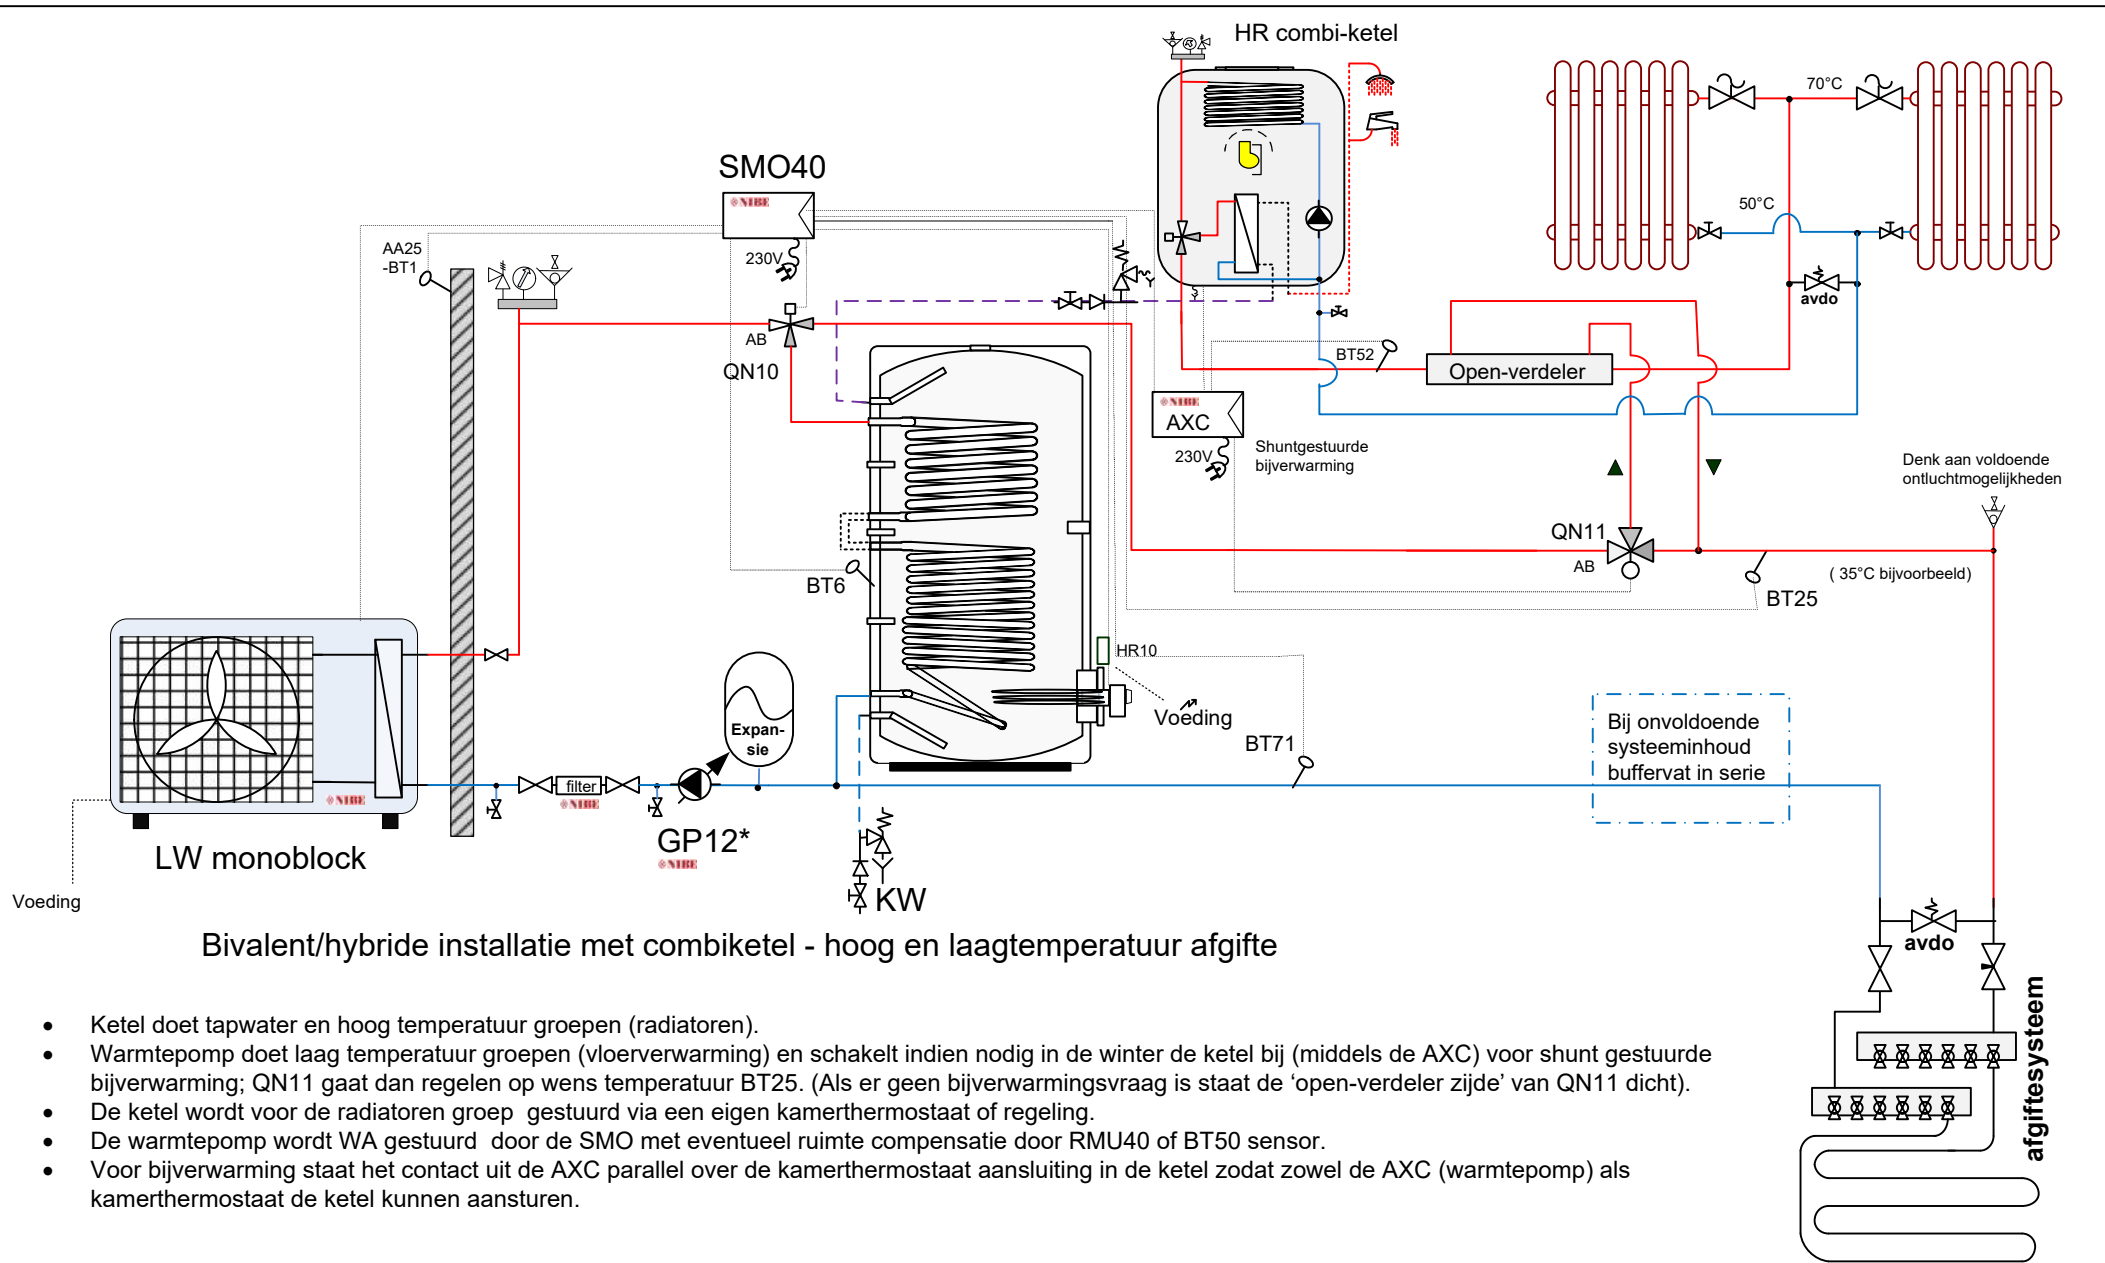 HR combi-ketel
70°C
50°C
avdo
SMO40
NIBE
230V
AA25
-BT1
AB
QN10
BT52
Open-verdeler
NIBE
AXC
230V
Shuntgestuurde
bijverwarming
Denk aan voldoende
ontluchtmogelijkheden
QN11
AB
( 35°C bijvoorbeeld)
BT25
BT6
HR10
Voeding
BT71
Expan-
sie
Bij onvoldoende
systeeminhoud
buffervat in serie
filter
NIBE
NIBE
GP12*
NIBE
LW monoblock
Voeding
KW
avdo
afgiftesysteem
Bivalent/hybride installatie met combiketel - hoog en laagtemperatuur afgifte
• Ketel doet tapwater en hoog temperatuur groepen (radiatoren).
• Warmtepomp doet laag temperatuur groepen (vloerverwarming) en schakelt indien nodig in de winter de ketel bij (middels de AXC) voor shunt gestuurde
bijverwarming; QN11 gaat dan regelen op wens temperatuur BT25. (Als er geen bijverwarmingsvraag is staat de ‘open-verdeler zijde’ van QN11 dicht).
• De ketel wordt voor de radiatoren groep gestuurd via een eigen kamerthermostaat of regeling.
• De warmtepomp wordt WA gestuurd door de SMO met eventueel ruimte compensatie door RMU40 of BT50 sensor.
• Voor bijverwarming staat het contact uit de AXC parallel over de kamerthermostaat aansluiting in de ketel zodat zowel de AXC (warmtepomp) als
kamerthermostaat de ketel kunnen aansturen.